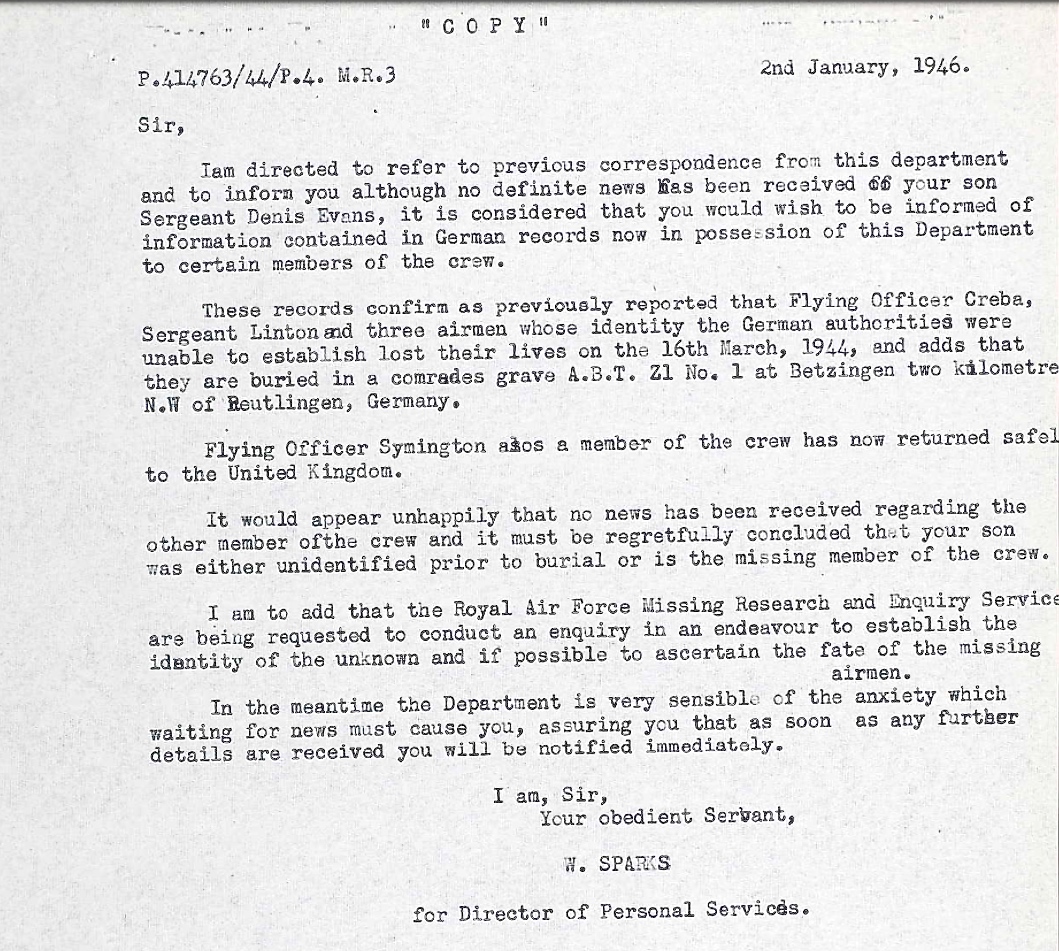 "COPY"
P.414763/44/P.4. M.R.3
2nd January, 1946.
Sir,
Iam directed to refer to previous correspondence from this department
and to inform you although no definite news has been received of your son
Sergeant Denis Evans, it is considered that you would wish to be informed of
information contained in German records now in possession of this Department
to certain members of the crew.
These records confirm as previously reported that Flying Officer Creba,
Sergeant Linton and three airmen whose identity the German authorities were
unable to establish lost their lives on the 16th March, 1944, and adds that
they are buried in a comrades grave A.B.T. Zl No. 1 at Betzingen two kilometre
N.W of Reutlingen, Germany.
Flying Officer Symington alos a member of the crew has now returned safel
to the United Kingdom.
It would appear unhappily that no news has been received regarding the
other member ofthe crew and it must be regretfully concluded that your son
was either unidentified prior to burial or is the missing member of the crew.
I am to add that the Royal Air Force Missing Research and Enquiry Service
are being requested to conduct an enquiry in an endeavour to establish the
identity of the unknown and if possible to ascertain the fate of the missing
airmen.
In the meantime the Department is very sensible of the anxiety which
waiting for news must cause you, assuring you that as soon as any further
details are received you will be notified immediately.
I am, Sir,
Your obedient Servant,
W. SPARKS
for Director of Personal Services.